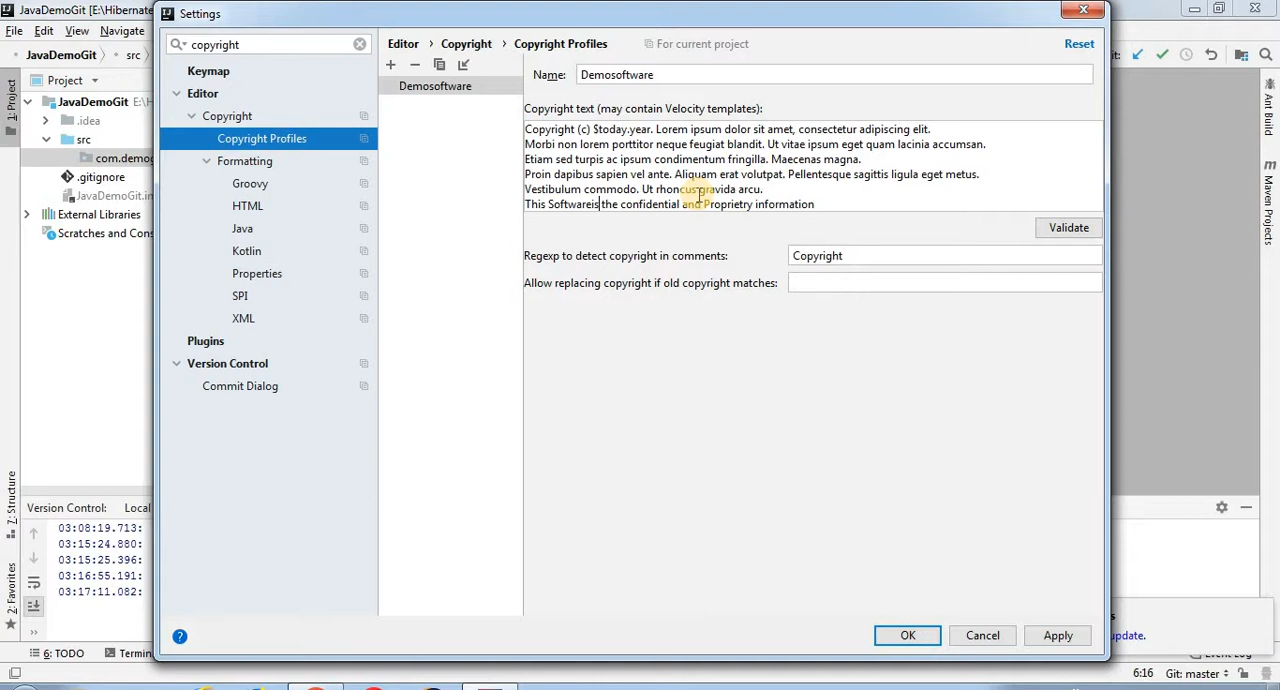 JavaDemoGit [E:\Hibernate
Settings
File Edit View Navigate
copyright
Editor › Copyright › Copyright Profiles
For current project
Reset
JavaDemoGit › src
Keymap
Editor
Copyright
Copyright Profiles
Formatting
Groovy
HTML
Java
Kotlin
Properties
SPI
XML
Plugins
Version Control
Commit Dialog
Demosoftware
Name: Demosoftware
Copyright text (may contain Velocity templates):
Copyright (c) $today.year. Lorem ipsum dolor sit amet, consectetur adipiscing elit.
Morbi non lorem porttitor neque feugiat blandit. Ut vitae ipsum eget quam lacinia accumsan.
Etiam sed turpis ac ipsum condimentum fringilla. Maecenas magna.
Proin dapibus sapien vel ante. Aliquam erat volutpat. Pellentesque sagittis ligula eget metus.
Vestibulum commodo. Ut rhoncus gravida arcu.
This Softwareis the confidential and Proprietry information
Validate
Regexp to detect copyright in comments: Copyright
Allow replacing copyright if old copyright matches:
OK Cancel Apply
1: Project
Project
JavaDemoGit E:\H
.idea
src
com.demo
.gitignore
JavaDemoGit.im
External Libraries
Scratches and Cons
Version Control: Local
03:08:19.713:
03:15:24.880:
03:15:25.396:
03:16:55.191:
03:17:11.082:
7: Structure
2: Favorites
6: TODO
Termin
Ant Build
Maven Projects
update.
Event Log
6:16 Git: master